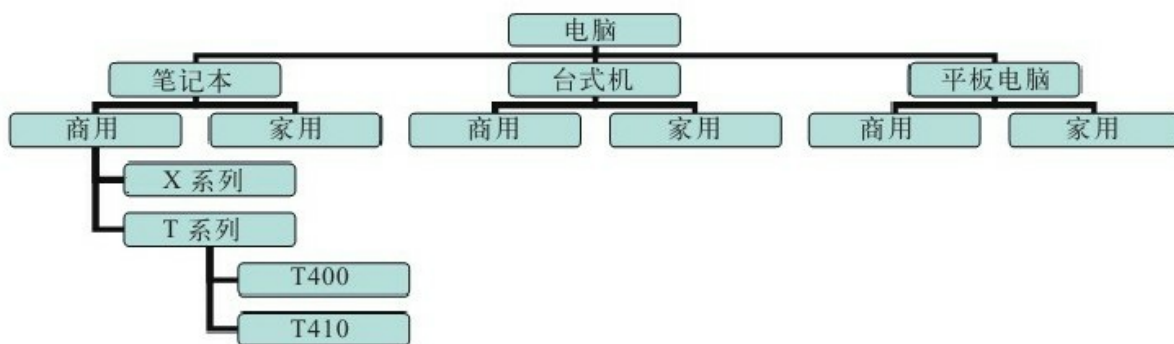 电脑
笔记本 台式机 平板电脑
商用 家用 商用 家用 商用 家用
X 系列
T 系列
T400
T410